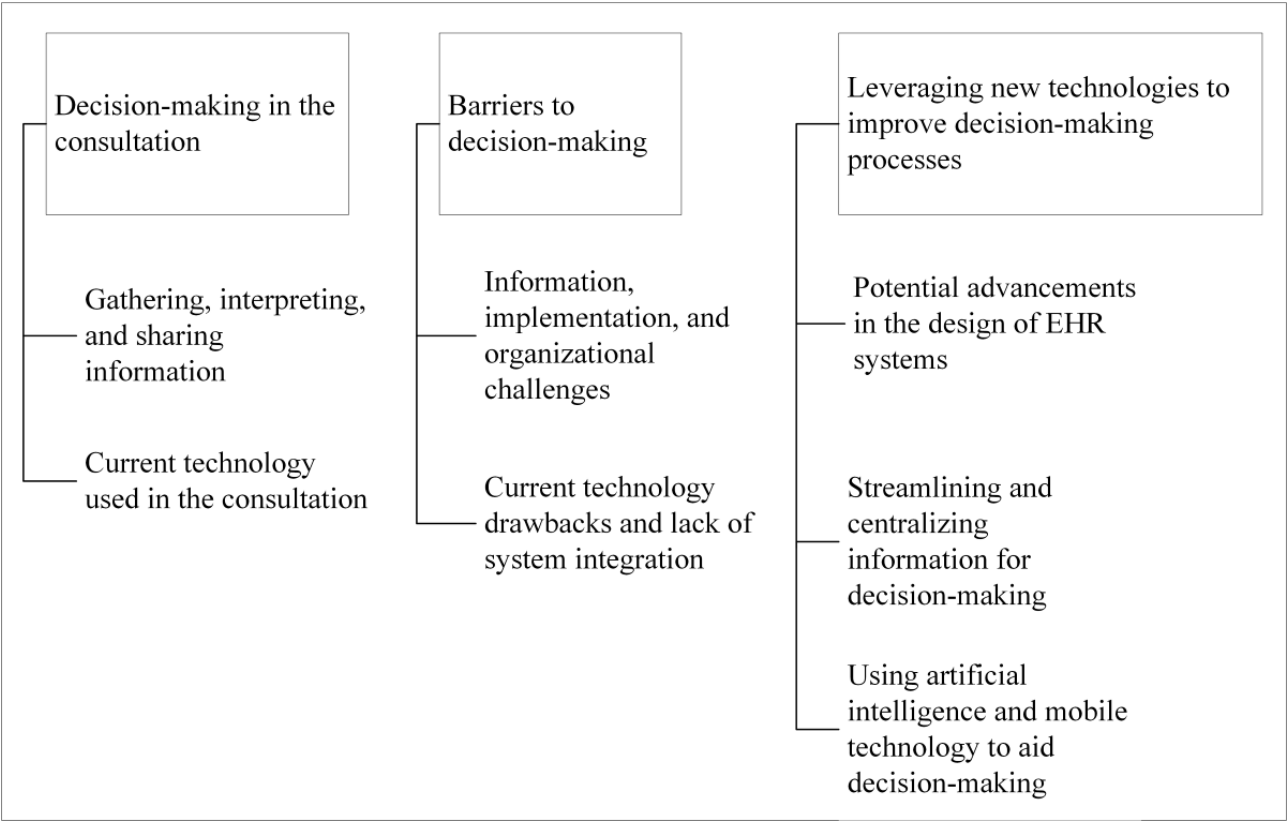 Decision-making in the
consultation
Gathering, interpreting,
and sharing
information
Current technology
used in the consultation
Barriers to
decision-making
Information,
implementation, and
organizational
challenges
Current technology
drawbacks and lack of
system integration
Leveraging new technologies to
improve decision-making
processes
Potential advancements
in the design of EHR
systems
Streamlining and
centralizing
information for
decision-making
Using artificial
intelligence and mobile
technology to aid
decision-making